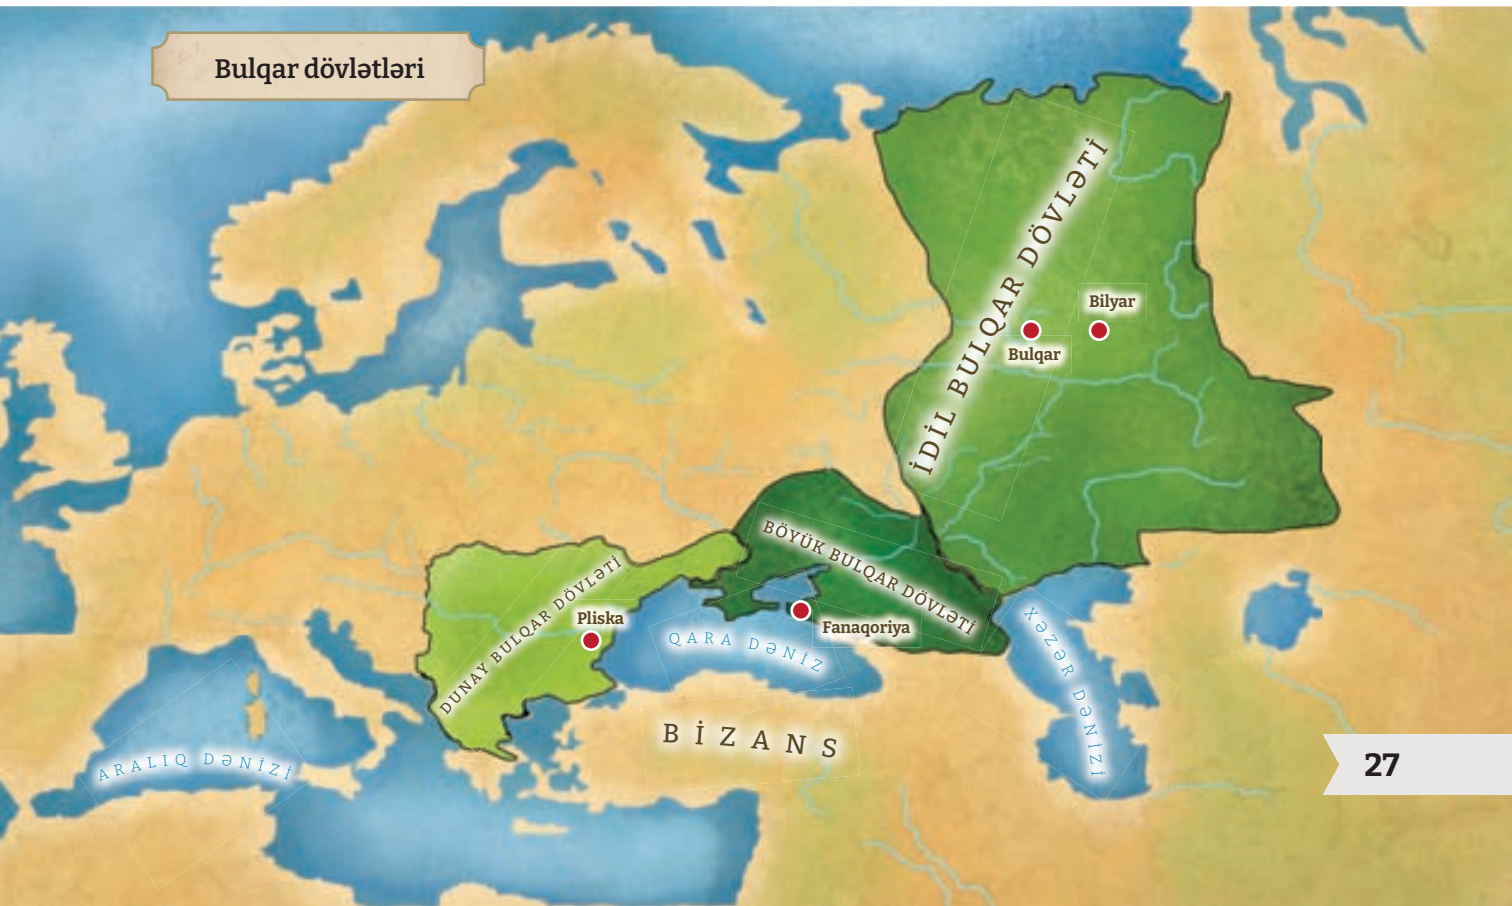 Bulqar dövlətləri
İDİL BULQAR DÖVLƏTİ
Bilyar
Bulqar
BÖYÜK BULQAR DÖVLƏTİ
DUNAY BULQAR DÖVLƏTİ
Pliska
Fanaqoriya
QARA DƏNİZ
XƏZƏR DƏNİZİ
BİZANS
ARALIQ DƏNİZİ
27